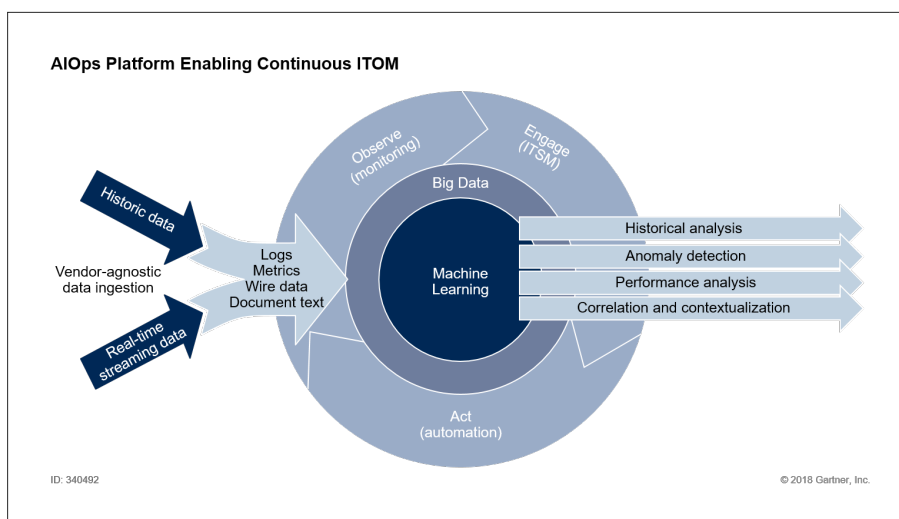 AIOps Platform Enabling Continuous ITOM
Observe
(monitoring)
Engage
(ITSM)
Big Data
Historic data
Vendor-agnostic
data ingestion
Real-time
streaming data
Logs
Metrics
Wire data
Document text
Machine
Learning
Historical analysis
Anomaly detection
Performance analysis
Correlation and contextualization
Act
(automation)
ID: 340492
© 2018 Gartner, Inc.